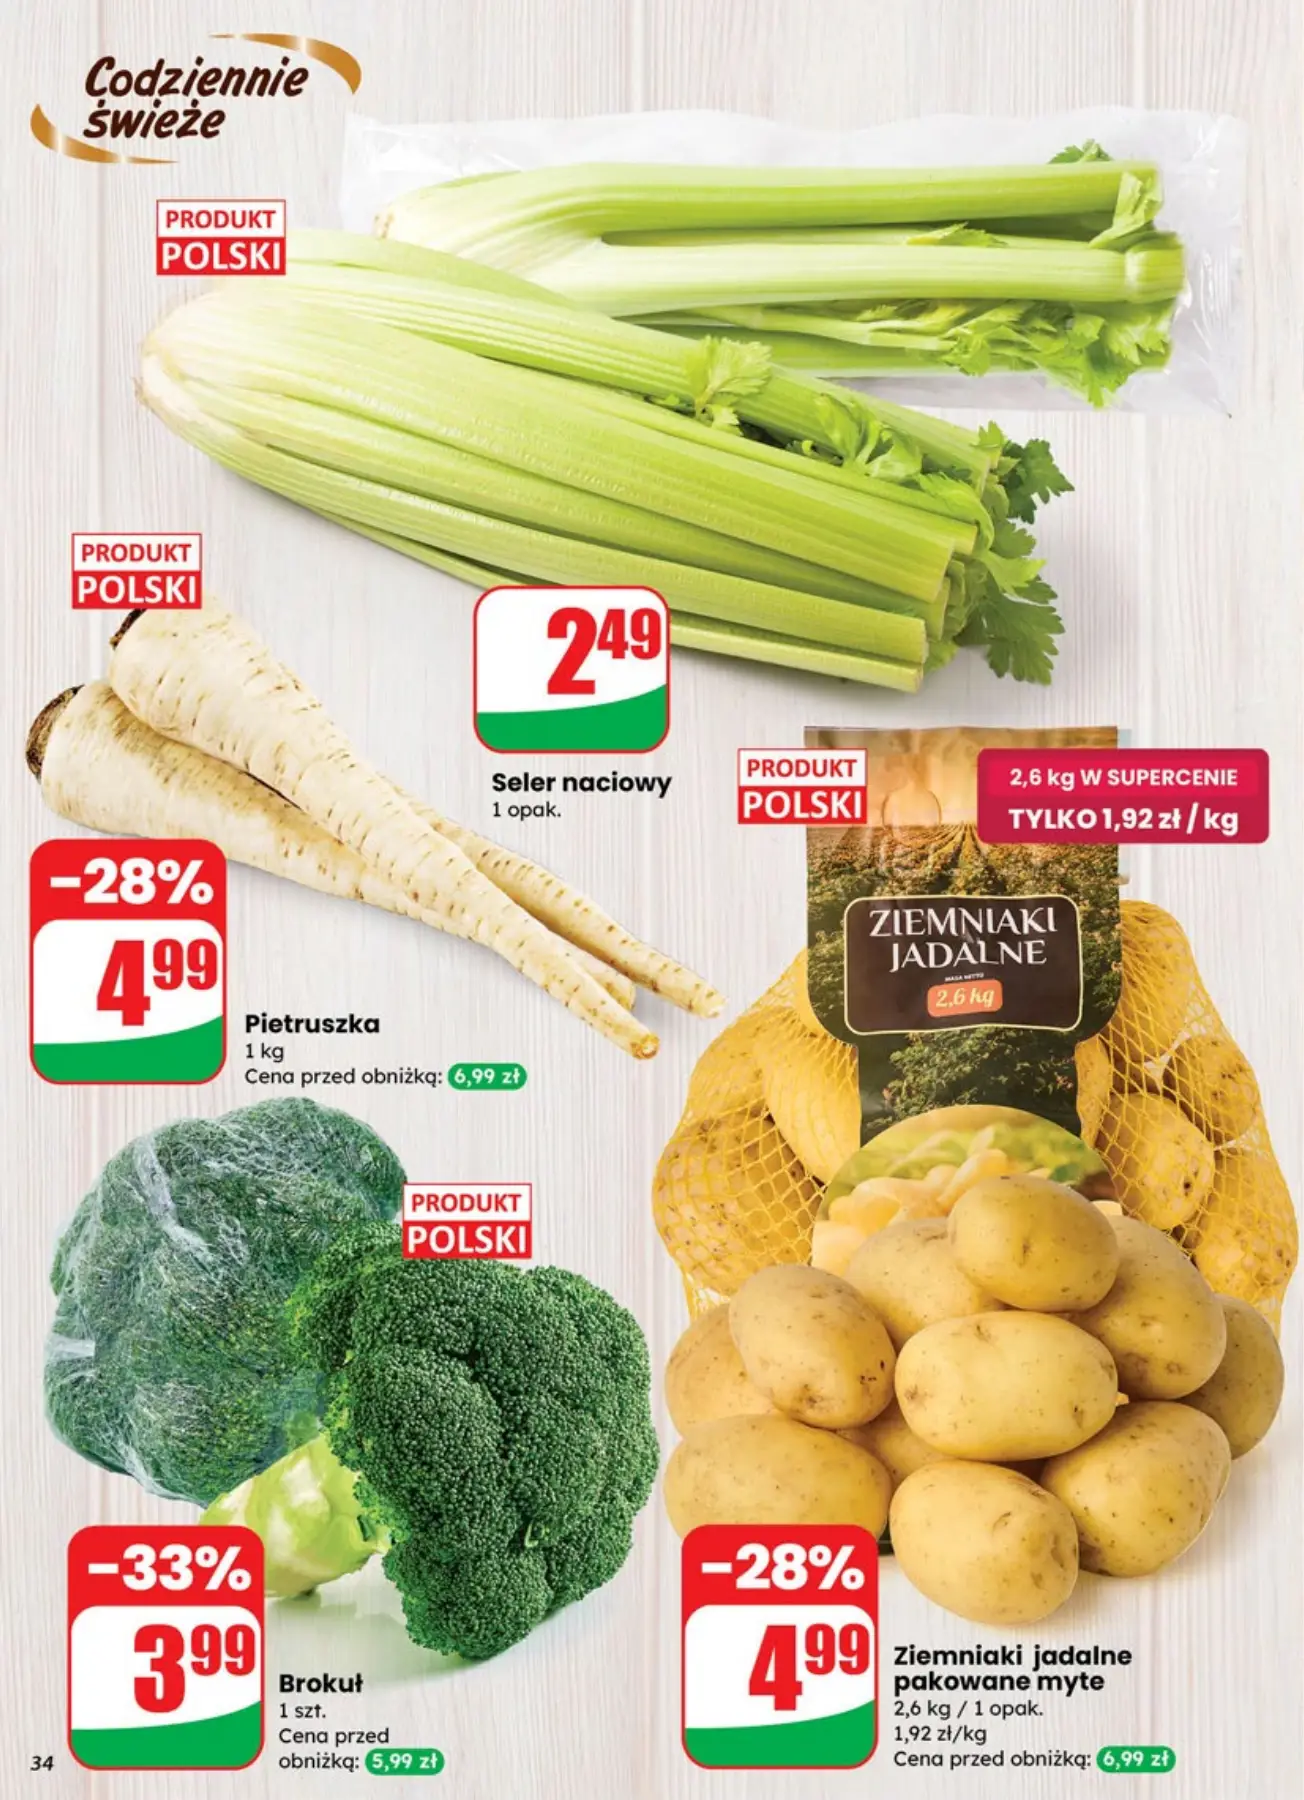 Codziennie
świeże
PRODUKT
POLSKI
PRODUKT
POLSKI
2 49
Seler naciowy
1 opak.
PRODUKT
POLSKI
2,6 kg W SUPERCENIE
TYLKO 1,92 zł / kg
ZIEMNIAKI
JADALNE
MASA NETTO
2,6 kg
-28%
4 99
Pietruszka
1 kg
Cena przed obniżką: 6,99 zł
PRODUKT
POLSKI
-33%
3 99
Brokuł
1 szt.
Cena przed
obniżką: 5,99 zł
-28%
4 99
Ziemniaki jadalne
pakowane myte
2,6 kg / 1 opak.
1,92 zł/kg
Cena przed obniżką: 6,99 zł
34